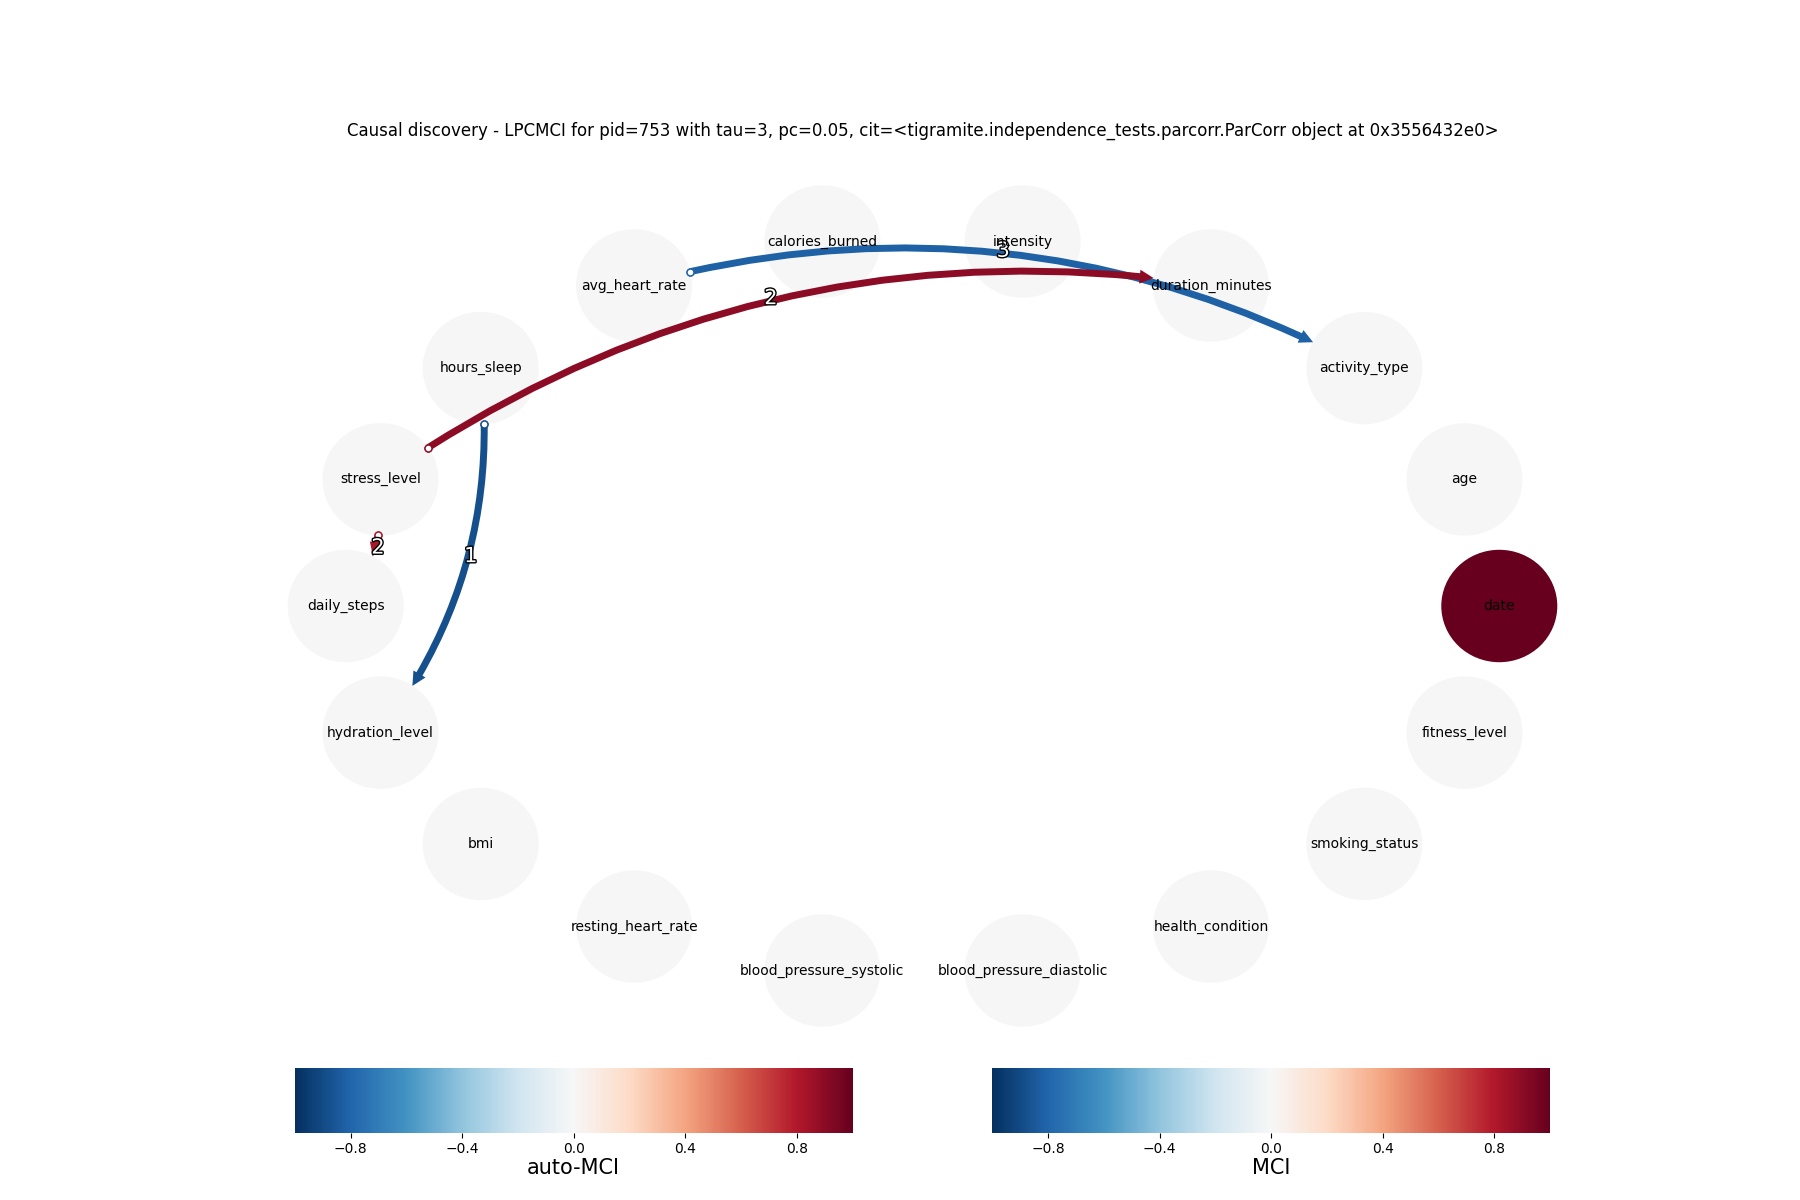 Causal discovery - LPCMCI for pid=753 with tau=3, pc=0.05, cit=<tigramite.independence_tests.parcorr.ParCorr object at 0x3556432e0>
calories_burned
intensity
3
avg_heart_rate
duration_minutes
2
hours_sleep
activity_type
stress_level
age
2
1
daily_steps
date
hydration_level
fitness_level
bmi
smoking_status
resting_heart_rate
health_condition
blood_pressure_systolic
blood_pressure_diastolic
−0.8 −0.4 0.0 0.4 0.8
auto-MCI
−0.8 −0.4 0.0 0.4 0.8
MCI